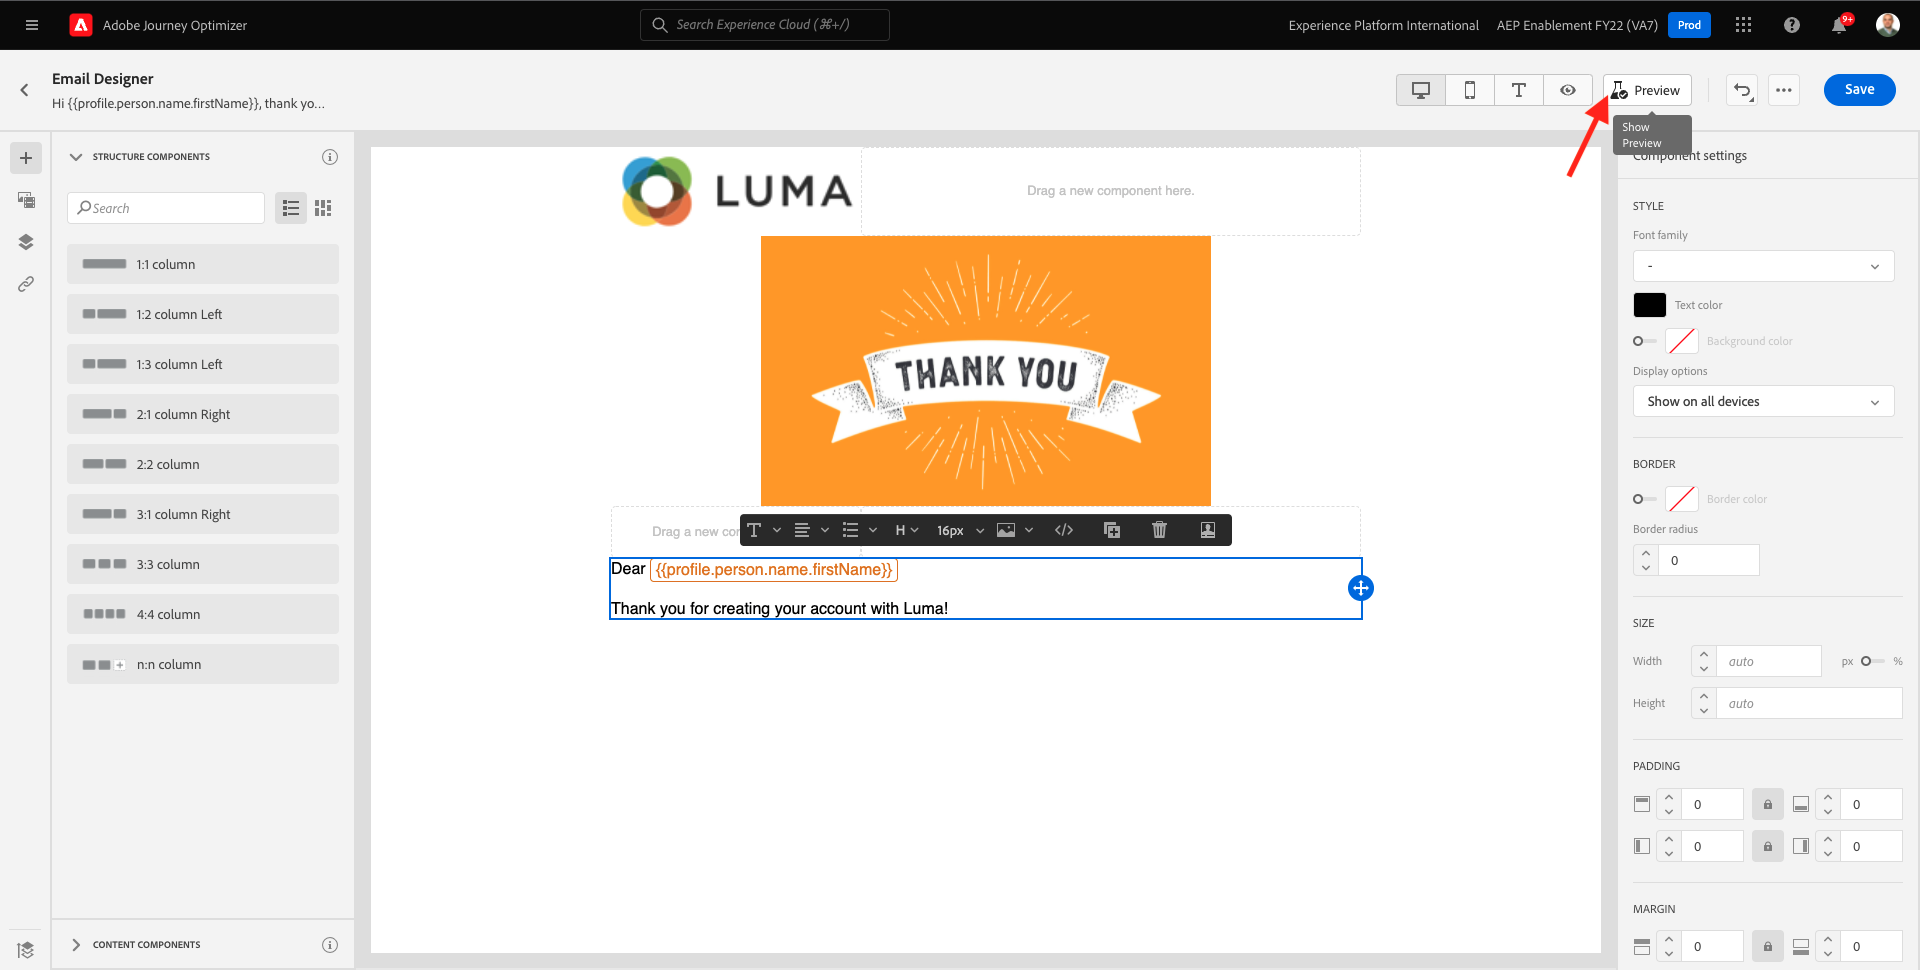 Adobe Journey Optimizer
Search Experience Cloud (⌘+/)
Experience Platform International
AEP Enablement FY22 (VA7)
Prod
9+
Email Designer
Hi {{profile.person.name.firstName}}, thank yo...
Preview
Save
Show
Preview
STRUCTURE COMPONENTS
Search
1:1 column
1:2 column Left
1:3 column Left
2:1 column Right
2:2 column
3:1 column Right
3:3 column
4:4 column
n:n column
CONTENT COMPONENTS
LUMA
Drag a new component here.
THANK YOU
Drag a new con
T
H
16px
Dear {{profile.person.name.firstName}}
Thank you for creating your account with Luma!
Component settings
STYLE
Font family
-
Text color
Background color
Display options
Show on all devices
BORDER
Border color
Border radius
0
SIZE
Width
auto
px
%
Height
auto
PADDING
0
0
0
0
MARGIN
0
0